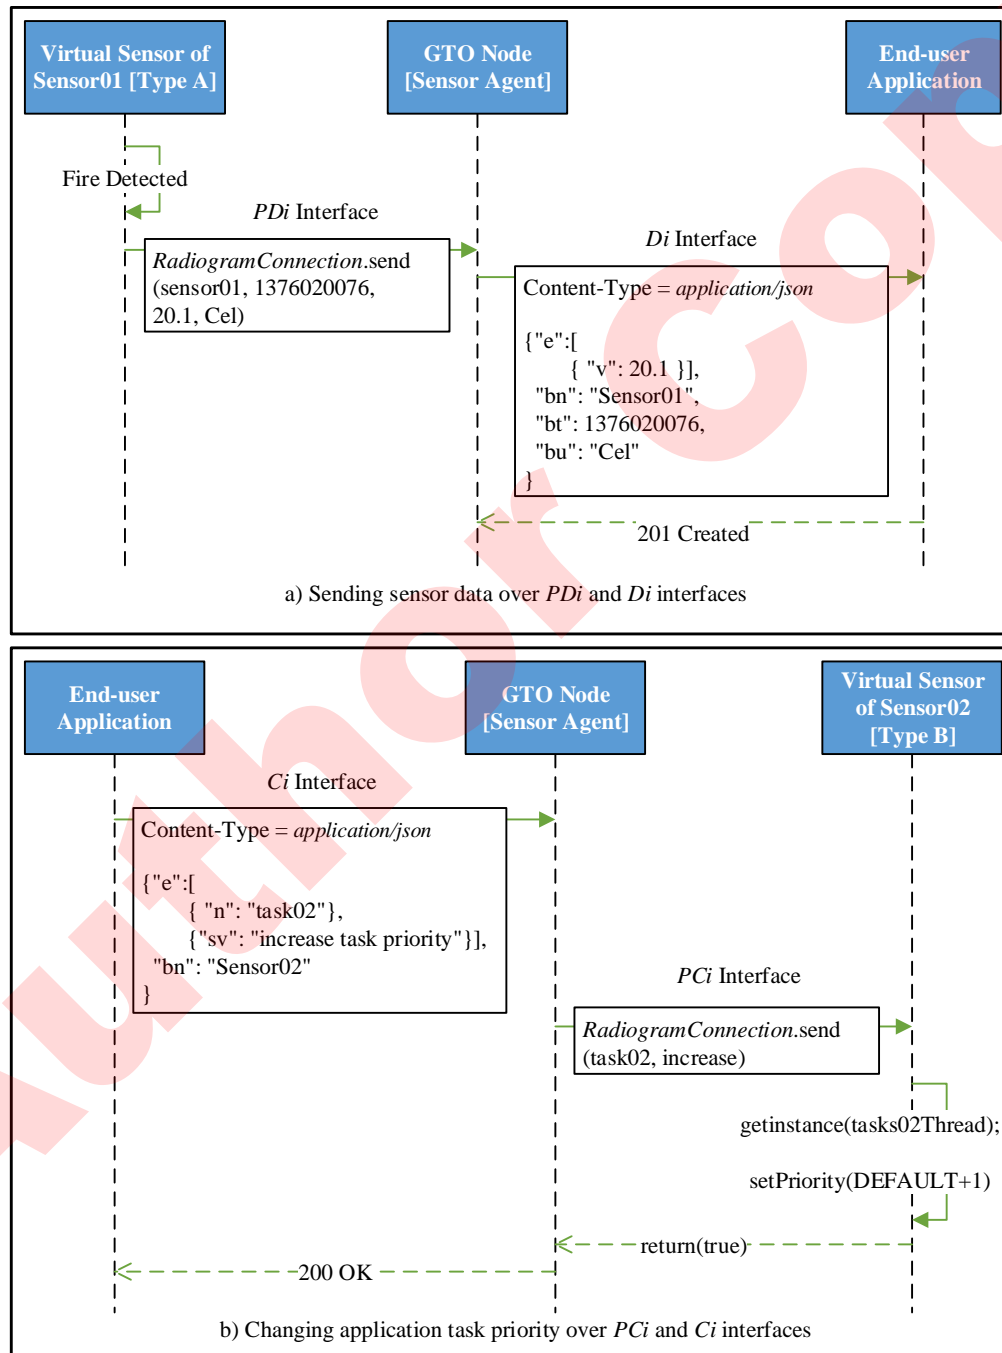 Virtual Sensor of
Sensor01 [Type A]
GTO Node
[Sensor Agent]
End-user
Application
Fire Detected
PDi Interface
RadiogramConnection.send
(sensor01, 1376020076,
20.1, Cel)
Di Interface
Content-Type = application/json
{"e":[
{ "v": 20.1 }],
"bn": "Sensor01",
"bt": 1376020076,
"bu": "Cel"
}
201 Created
a) Sending sensor data over PDi and Di interfaces
End-user
Application
GTO Node
[Sensor Agent]
Virtual Sensor
of Sensor02
[Type B]
Ci Interface
Content-Type = application/json
{"e":[
{ "n": "task02"},
{"sv": "increase task priority"}],
"bn": "Sensor02"
}
PCi Interface
RadiogramConnection.send
(task02, increase)
getinstance(tasks02Thread);
setPriority(DEFAULT+1)
return(true)
200 OK
b) Changing application task priority over PCi and Ci interfaces
Author Cop